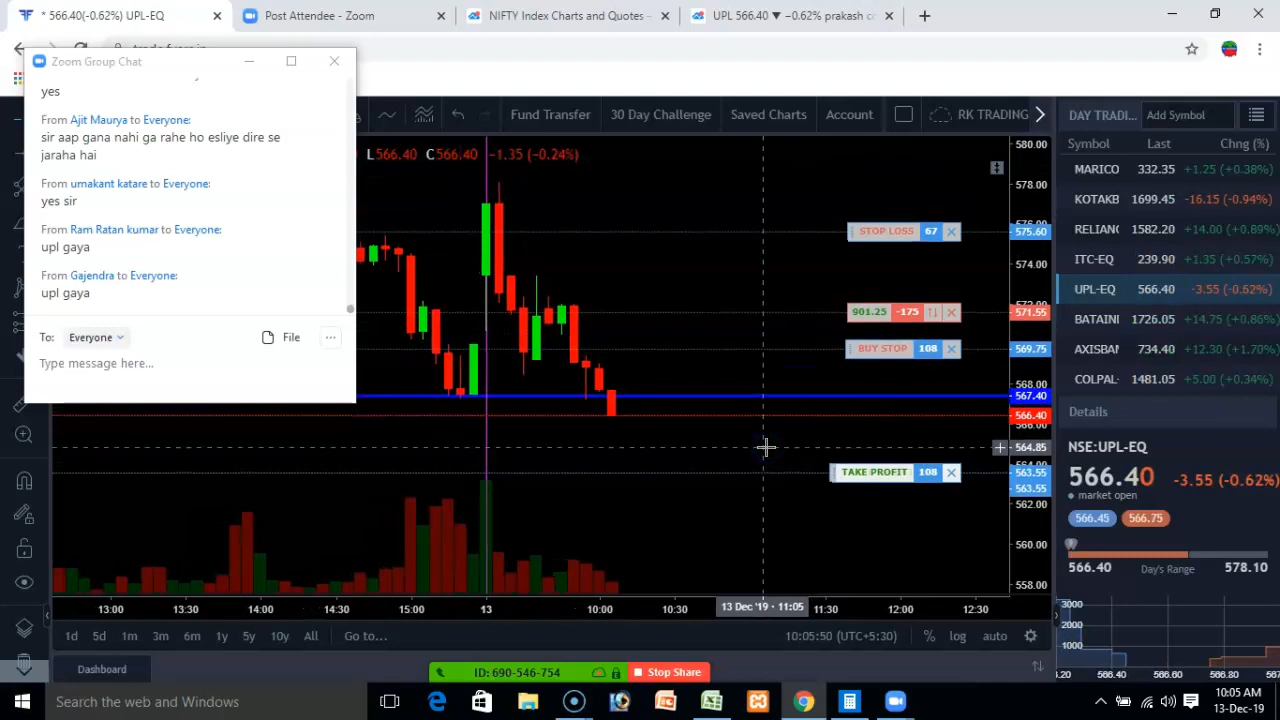 * 566.40(-0.62%) UPL-EQ
Post Attendee - Zoom
NIFTY Index Charts and Quotes –
UPL 566.40 ▼ −0.62% prakash co
Zoom Group Chat
yes
From Ajit Maurya to Everyone:
sir aap gana nahi ga rahe ho esliye dire se
jaraha hai
From umakant katare to Everyone:
yes sir
From Ram Ratan kumar to Everyone:
upl gaya
From Gajendra to Everyone:
upl gaya
To: Everyone
File
Type message here...
Fund Transfer
30 Day Challenge
Saved Charts
Account
RK TRADING
L566.40 C566.40 -1.35 (-0.24%)
STOP LOSS 67
901.25 -175
BUY STOP 108
TAKE PROFIT 108
580.00
578.00
575.60
574.00
571.55
569.75
568.00
567.40
566.40
566.00
564.85
563.55
563.55
562.00
560.00
558.00
13:00 13:30 14:00 14:30 15:00 13 10:00 10:30 13 Dec '19 · 11:05 11:30 12:00 12:30
1d 5d 1m 3m 6m 1y 5y 10y All Go to...
10:05:50 (UTC+5:30) % log auto
Dashboard
ID: 690-546-754
Stop Share
DAY TRADI...
Add Symbol
Symbol Last Chng (%)
MARICO 332.35 +1.25 (+0.38%)
KOTAKB 1699.45 -16.15 (-0.94%)
RELIANC 1582.20 +14.00 (+0.89%)
ITC-EQ 239.90 +1.35 (+0.57%)
UPL-EQ 566.40 -3.55 (-0.62%)
BATAINI 1726.05 +14.75 (+0.86%)
AXISBAN 734.40 +12.30 (+1.70%)
COLPAL- 1481.05 +5.00 (+0.34%)
Details
NSE:UPL-EQ
566.40 -3.55 (-0.62%)
market open
566.45 566.75
566.40 Day's Range 578.10
3000
2000
1000
566.40 566.60 566.80
Search the web and Windows
10:05 AM
13-Dec-19